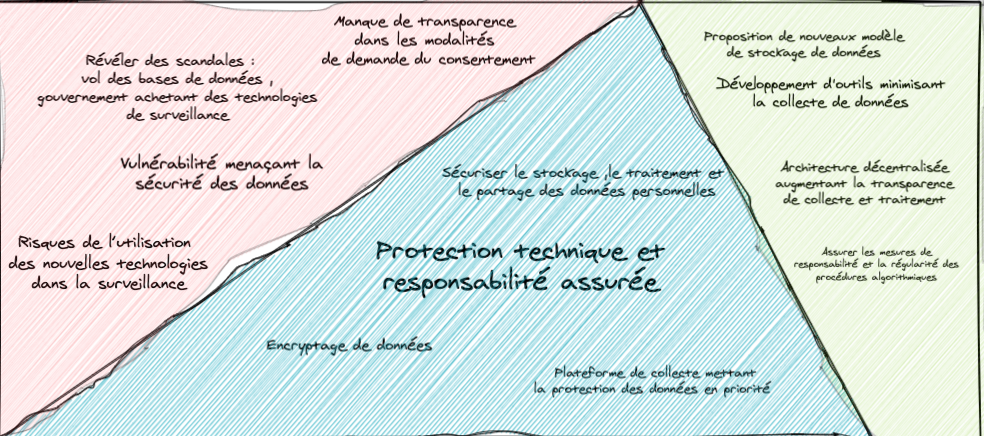 Manque de transparence
dans les modalités
de demande du consentement
Révéler des scandales :
vol des bases de données ,
gouvernement achetant des technologies
de surveillance
Vulnérabilité menaçant la
sécurité des données
Risques de l'utilisation
des nouvelles technologies
dans la surveillance
Sécuriser le stockage ,le traitement et
le partage des données personnelles
Protection technique et
responsabilité assurée
Encryptage de données
Plateforme de collecte mettant
la protection des données en priorité
Proposition de nouveaux modèle
de stockage de données
Développement d'outils minimisant
la collecte de données
Architecture décentralisée
augmentant la transparence
de collecte et traitement
Assurer les mesures de
responsabilité et la régularité des
procédures algorithmiques